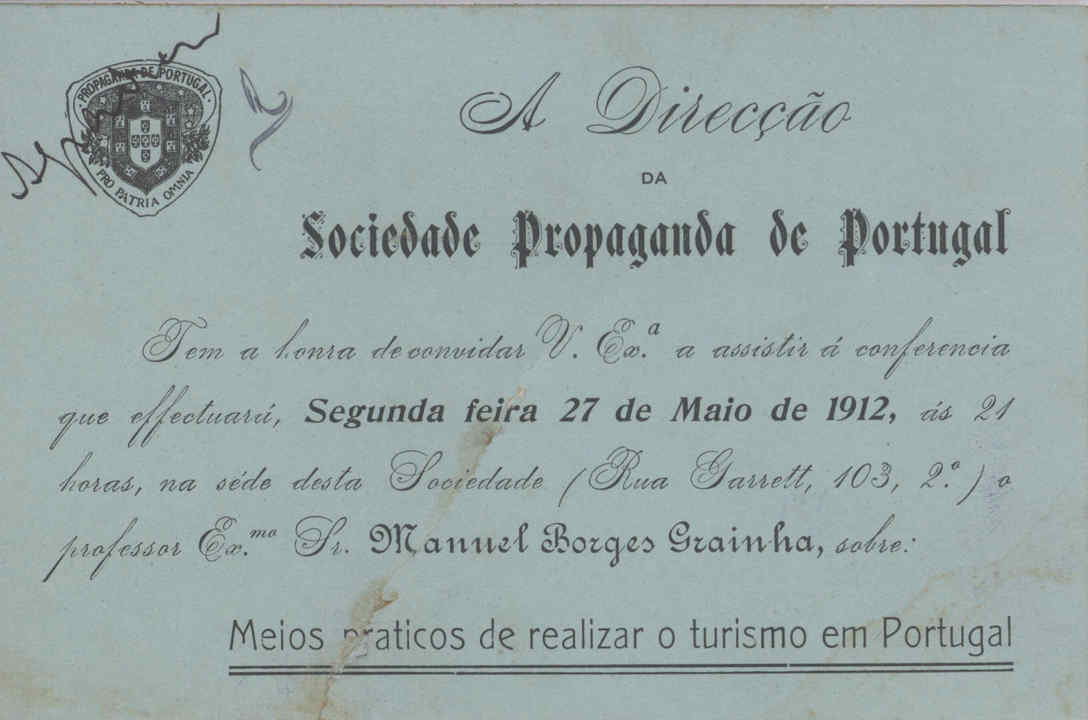 PROPAGANDA DE PORTUGAL
PRO PATRIA OMNIA
A Direcção
DA
Sociedade Propaganda de Portugal
Tem a honra de convidar V. Ex.ª a assistir á conferencia
que effectuará, Segunda feira 27 de Maio de 1912, ás 21
horas, na séde desta Sociedade (Rua Garrett, 103, 2.º) o
professor Ex.mo Sr. Manuel Borges Grainha, sobre:
Meios praticos de realizar o turismo em Portugal